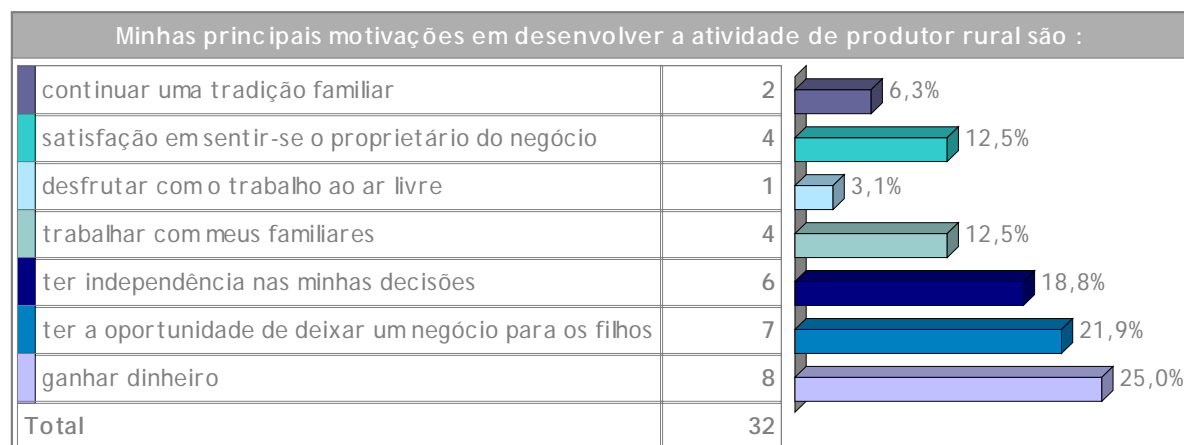 Minhas principais motivações em desenvolver a atividade de produtor rural são :
continuar uma tradição familiar 2 6,3%
satisfação em sentir-se o proprietário do negócio 4 12,5%
desfrutar com o trabalho ao ar livre 1 3,1%
trabalhar com meus familiares 4 12,5%
ter independência nas minhas decisões 6 18,8%
ter a oportunidade de deixar um negócio para os filhos 7 21,9%
ganhar dinheiro 8 25,0%
Total 32